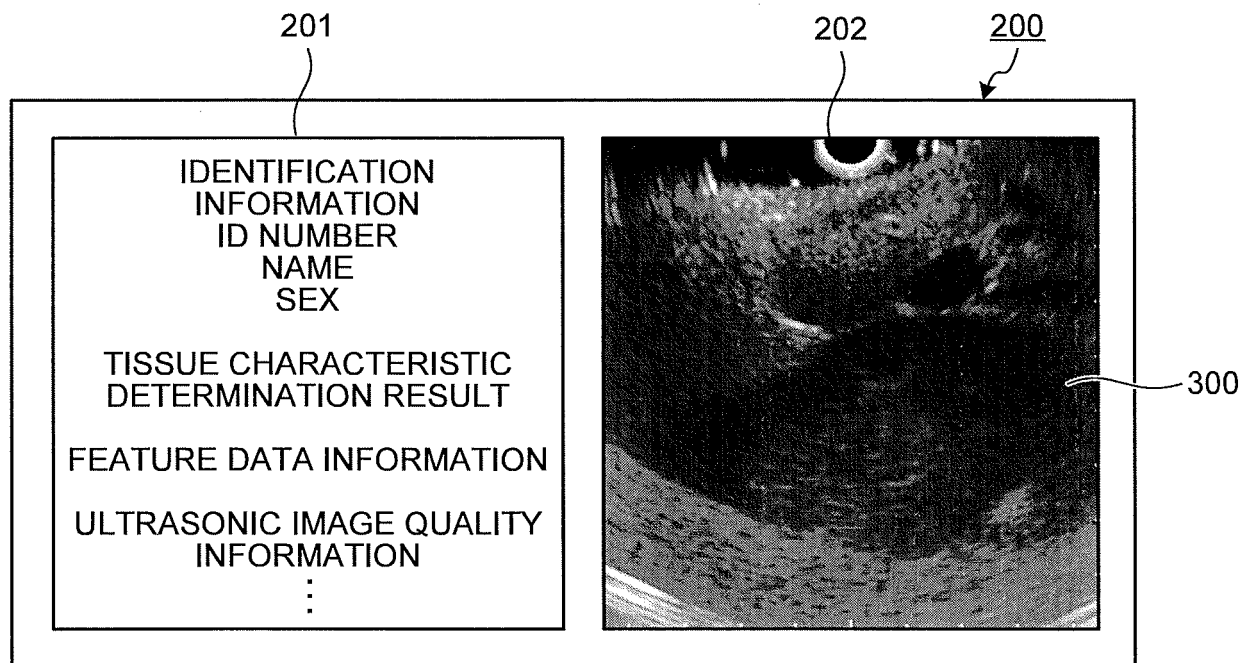 201
202
200
IDENTIFICATION
INFORMATION
ID NUMBER
NAME
SEX
TISSUE CHARACTERISTIC
DETERMINATION RESULT
FEATURE DATA INFORMATION
ULTRASONIC IMAGE QUALITY
INFORMATION
⋮
300